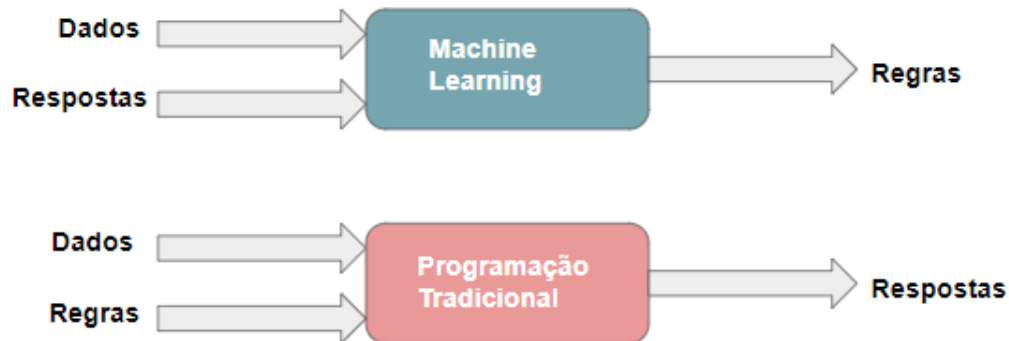 Dados
Respostas
Machine
Learning
Regras
Dados
Regras
Programação
Tradicional
Respostas